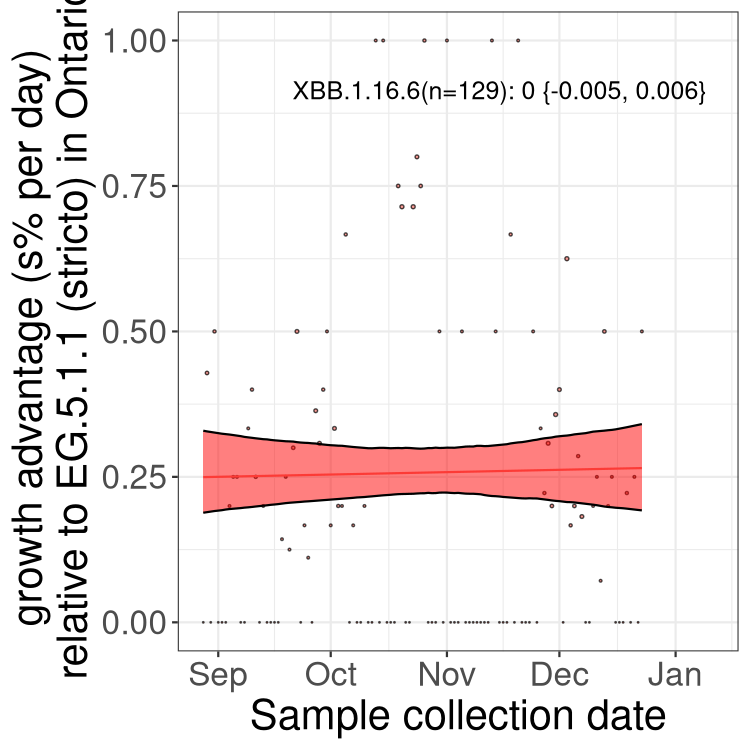 growth advantage (s% per day)
relative to EG.5.1.1 (stricto) in Ontario
1.00
XBB.1.16.6(n=129): 0 {-0.005, 0.006}
0.75
0.50
0.25
0.00
Sep Oct Nov Dec Jan
Sample collection date